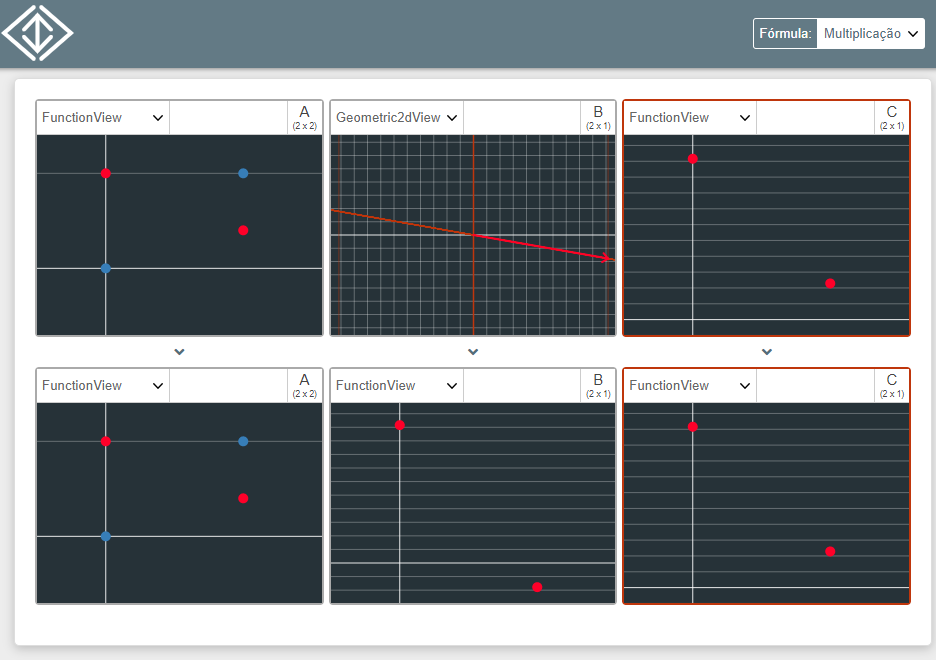 Fórmula: Multiplicação
FunctionView A
(2 x 2)
Geometric2dView B
(2 x 1)
FunctionView C
(2 x 1)
FunctionView A
(2 x 2)
FunctionView B
(2 x 1)
FunctionView C
(2 x 1)